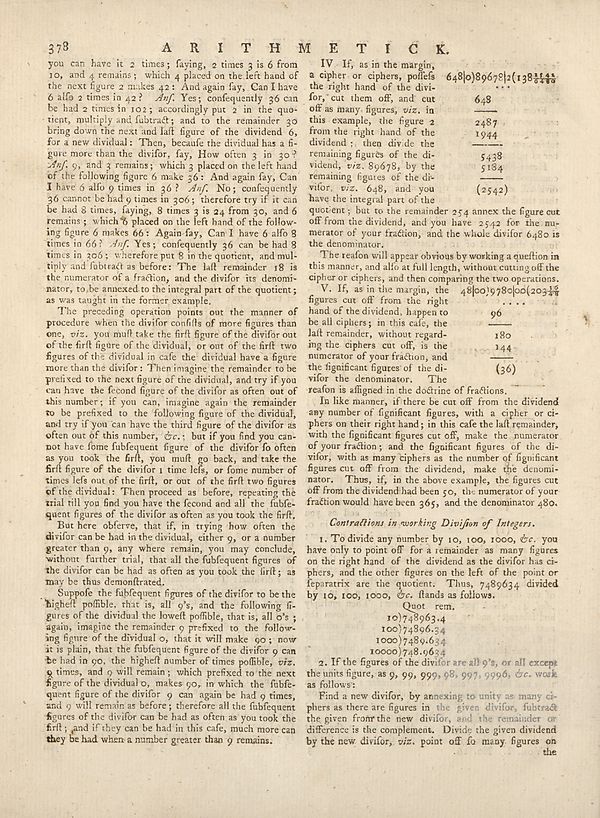 378 A R I T H M E T I C K.
you can have it 2 times; ſaying, 2 times 3 is 6 from
10, and 4 remains; which 4 placed on the left hand of
the next figure 2 makes 42: And again ſay, Can I have
6 alſo 2 times in 42? Anſ. Yes; conſequently 36 can
be had 2 times in 102; accordingly put 2 in the quo-
tient, multiply and ſubtract; and to the remainder 30
bring down the next and laſt figure of the dividend 6,
for a new dividual: Then, becauſe the dividual has a fi-
gure more than the diviſor, ſay, How often 3 in 30?
Anſ. 9, and 3 remains; which 3 placed on the left hand
of the following figure 6 make 36: And again ſay, Can
I have 6 alſo 9 times in 36? Anſ. No; conſequently
36 cannot be had 9 times in 306; therefore try if it can
be had 8 times, ſaying, 8 times 3 is 24 from 30, and 6
remains; which 6 placed on the left hand of the follow-
ing figure 6 makes 66: Again ſay, Can I have 6 alſo 8
times in 66? Anſ. Yes; conſequently 36 can be had 8
times in 306; wherefore put 8 in the quotient, and mul-
tiply and ſubtract as before: The laſt remainder 18 is
the numerator of a fraction, and the diviſor its denomi-
nator, to be annexed to the integral part of the quotient;
as was taught in the former example.
The preceding operation points out the manner of
procedure when the diviſor conſiſts of more figures than
one, viz. you muſt take the firſt figure of the diviſor out
of the firſt figure of the dividual, or out of the firſt two
figures of the dividual in caſe the dividual have a figure
more than the diviſor: Then imagine the remainder to be
prefixed to the next figure of the dividual, and try if you
can have the ſecond figure of the diviſor as often out of
this number; if you can, imagine again the remainder
to be prefixed to the following figure of the dividual,
and try if you can have the third figure of the diviſor as
often out of this number, &c.: but if you find you can-
not have ſome ſubſequent figure of the diviſor ſo often
as you took the firſt, you muſt go back, and take the
firſt figure of the diviſor 1 time leſs, or ſome number of
times leſs out of the firſt, or out of the firſt two figures
of the dividual: Then proceed as before, repeating the
trial till you find you have the ſecond and all the ſubſe-
quent figures of the diviſor as often as you took the firſt.
But here obſerve, that if, in trying how often the
diviſor can be had in the dividual, either 9, or a number
greater than 9, any where remain, you may conclude,
without further trial, that all the ſubſequent figures of
the diviſor can be had as often as you took the firſt; as
may be thus demonſtrated.
Suppoſe the ſubſequent figures of the diviſor to be the
higheſt poſſible, that is, all 9's, and the following fi-
gures of the dividual the loweſt poſſible, that is, all 0's;
again, imagine the remainder 9 prefixed to the follow-
ing figure of the dividual 0, that it will make 90; now
it is plain, that the ſubſequent figure of the diviſor 9 can
be had in 90, the higheſt number of times poſſible, viz.
9 times, and 9 will remain; which prefixed to the next
figure of the dividual 0, makes 90, in which the ſubſe-
quent figure of the diviſor 9 can again be had 9 times,
and 9 will remain as before; therefore all the ſubſequent
figures of the diviſor can be had as often as you took the
firſt; and if they can be had in this caſe, much more can
they be had when a number greater than 9 remains.
IV If, as in the margin,
a cipher or ciphers, poſſeſs
the right hand of the divi-
ſor, cut them off, and cut
off as many figures, viz. in
this example, the figure 2
from the right hand of the
dividend; then divide the
remaining figures of the di-
vidend, viz. 89678, by the
remaining figures of the di-
viſor, viz. 648, and you
have the integral part of the
648|0)89678|2(138
648
2487
1944
5438
5184
(2542)
quotient; but to the remainder 254 annex the figure cut
off from the dividend, and you have 2542 for the nu-
merator of your fraction, and the whole diviſor 6480 is
the denominator.
The reaſon will appear obvious by working a queſtion in
this manner, and alſo at full length, without cutting off the
cipher or ciphers, and then comparing the two operations.
V. If, as in the margin, the
figures cut off from the right
hand of the dividend, happen to
be all ciphers; in this caſe, the
laſt remainder, without regard-
ing the ciphers cut off, is the
numerator of your fraction, and
the ſignificant figures of the di-
viſor the denominator. The
48|00)9780|00(203
96
180
144
(36)
reaſon is aſſigned in the doctrine of fractions.
In like manner, if there be cut off from the dividend
any number of ſignificant figures, with a cipher or ci-
phers on their right hand; in this caſe the laſt remainder,
with the ſignificant figures cut off, make the numerator
of your fraction; and the ſignificant figures of the di-
viſor, with as many ciphers as the number of ſignificant
figures cut off from the dividend, make the denomi-
nator. Thus, if, in the above example, the figures cut
off from the dividend had been 50, the numerator of your
fraction would have been 365, and the denominator 480.
Contractions in working Diviſion of Integers.
1. To divide any number by 10, 100, 1000, &c. you
have only to point off for a remainder as many figures
on the right hand of the dividend as the diviſor has ci-
phers, and the other figures on the left of the point or
ſeparatrix are the quotient. Thus, 7489634 divided
by 10, 100, 1000, &c. ſtands as follows.
Quot rem.
10)748963.4
100)74896.34
1000)7489.634
10000)748.9634
2. If the figures of the diviſor are all 9's, or all except
the units figure, as 9, 99, 999, 98, 997, 9996, &c. work
as follows:
Find a new diviſor, by annexing to unity as many ci-
phers as there are figures in the given diviſor, ſubtract
the given from the new diviſor, and the remainder or
difference is the complement. Divide the given dividend
by the new diviſor, viz. point off ſo many figures on
the